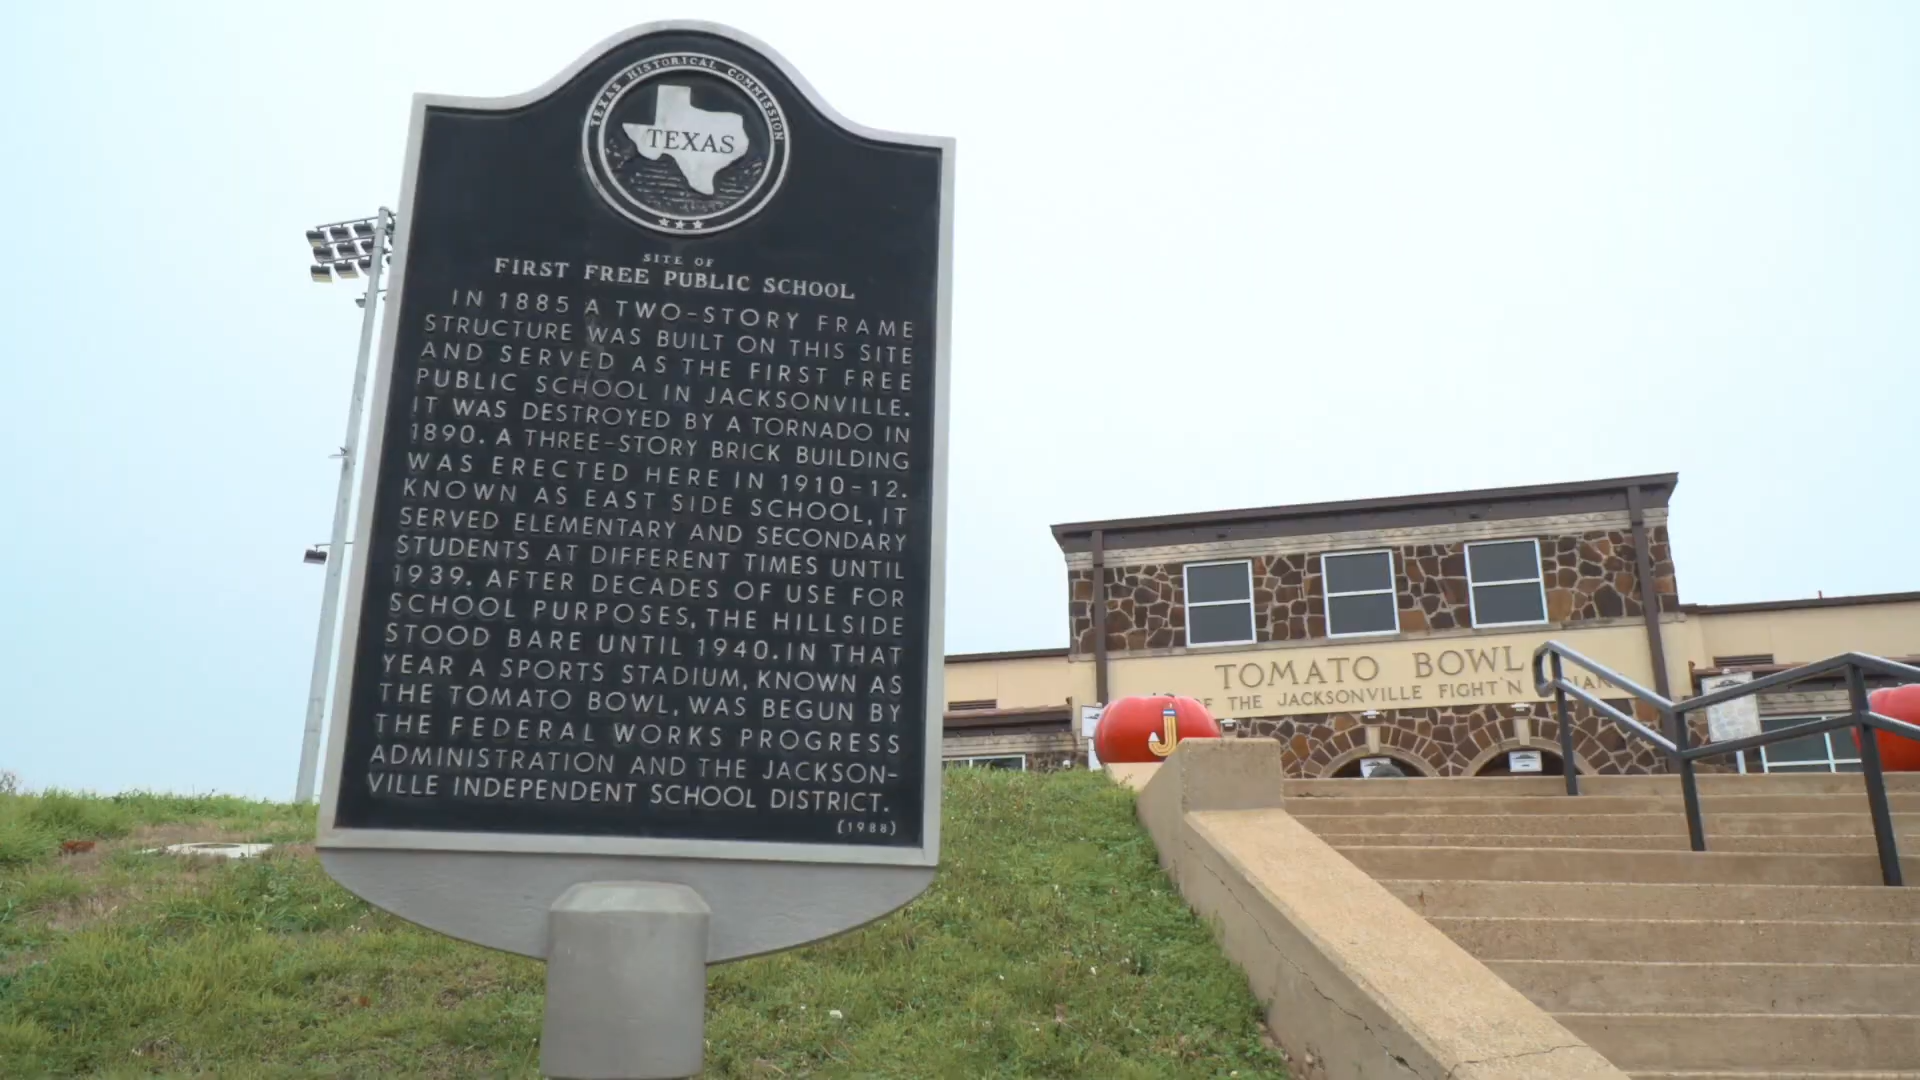 TEXAS HISTORICAL COMMISSION
TEXAS
SITE OF
FIRST FREE PUBLIC SCHOOL
IN 1885 A TWO-STORY FRAME
STRUCTURE WAS BUILT ON THIS SITE
AND SERVED AS THE FIRST FREE
PUBLIC SCHOOL IN JACKSONVILLE.
IT WAS DESTROYED BY A TORNADO IN
1890. A THREE-STORY BRICK BUILDING
WAS ERECTED HERE IN 1910-12.
KNOWN AS EAST SIDE SCHOOL, IT
SERVED ELEMENTARY AND SECONDARY
STUDENTS AT DIFFERENT TIMES UNTIL
1939. AFTER DECADES OF USE FOR
SCHOOL PURPOSES, THE HILLSIDE
STOOD BARE UNTIL 1940. IN THAT
YEAR A SPORTS STADIUM, KNOWN AS
THE TOMATO BOWL, WAS BEGUN BY
THE FEDERAL WORKS PROGRESS
ADMINISTRATION AND THE JACKSON-
VILLE INDEPENDENT SCHOOL DISTRICT.
(1988)
TOMATO BOWL
THE JACKSONVILLE FIGHT'N
J